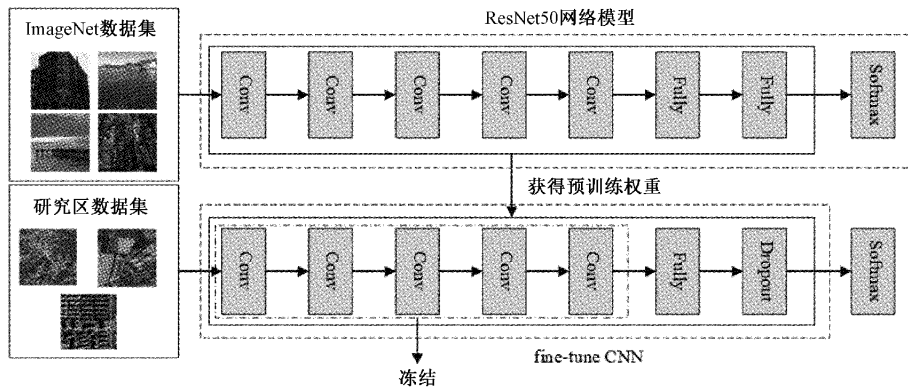 ImageNet数据集
ResNet50网络模型
Conv
Conv
Conv
Conv
Conv
Fully
Fully
Softmax
获得预训练权重
研究区数据集
Conv
Conv
Conv
Conv
Conv
Fully
Dropout
Softmax
fine-tune CNN
冻结